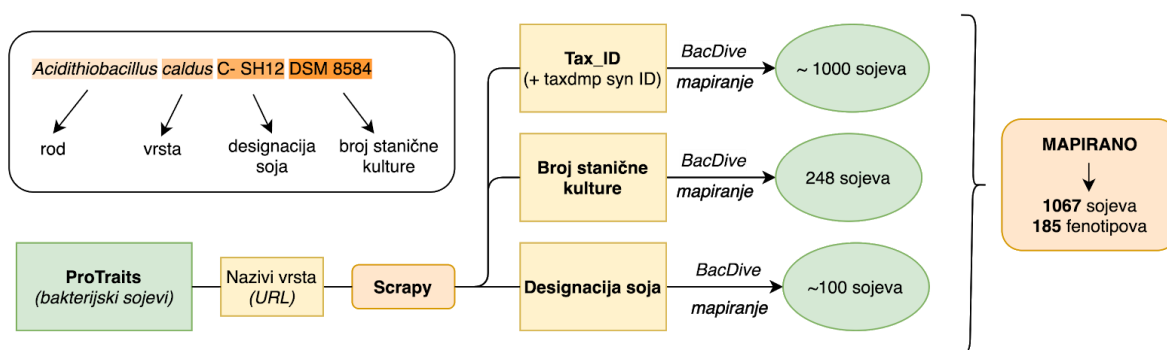 Acidithiobacillus caldus C- SH12 DSM 8584
rod
vrsta
designacija
soja
broj stanične
kulture
ProTraits
(bakterijski sojevi)
Nazivi vrsta
(URL)
Scrapy
Tax_ID
(+ taxdmp syn ID)
BacDive
mapiranje
~ 1000 sojeva
Broj stanične
kulture
BacDive
mapiranje
248 sojeva
Designacija soja
BacDive
mapiranje
~100 sojeva
MAPIRANO
1067 sojeva
185 fenotipova